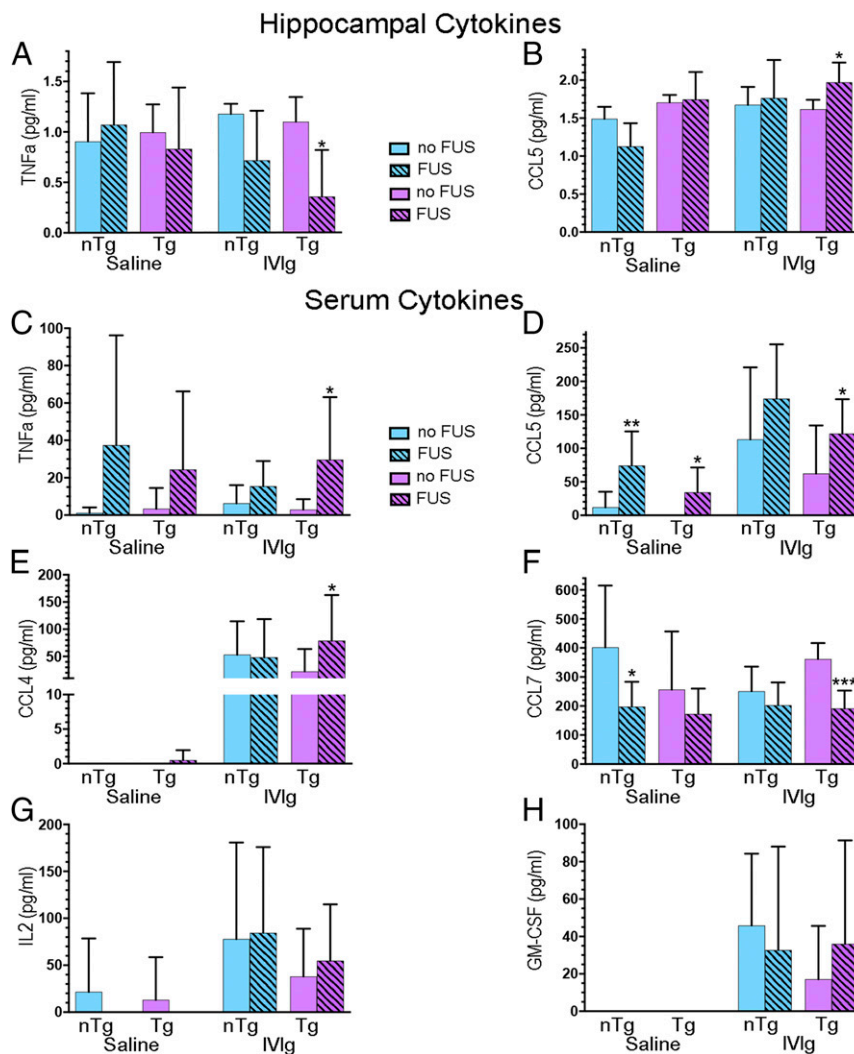 Hippocampal Cytokines
A
TNFa (pg/ml)
1.5
1.0
0.5
0.0
nTg Tg nTg Tg
Saline IVIg
no FUS
FUS
no FUS
FUS
B
CCL5 (pg/ml)
*
2.0
1.5
1.0
0.5
0.0
nTg Tg nTg Tg
Saline IVIg
*
Serum Cytokines
C
TNFa (pg/ml)
100
80
60
40
20
0
nTg Tg nTg Tg
Saline IVIg
*
no FUS
FUS
no FUS
FUS
D
CCL5 (pg/ml)
250
200
150
100
50
0
** * *
nTg Tg nTg Tg
Saline IVIg
E
CCL4 (pg/ml)
200
150
100
50
10
5
0
*
nTg Tg nTg Tg
Saline IVIg
F
CCL7 (pg/ml)
600
500
400
300
200
100
0
* ***
nTg Tg nTg Tg
Saline IVIg
G
IL2 (pg/ml)
200
150
100
50
0
nTg Tg nTg Tg
Saline IVIg
H
GM-CSF (pg/ml)
100
80
60
40
20
0
nTg Tg nTg Tg
Saline IVIg